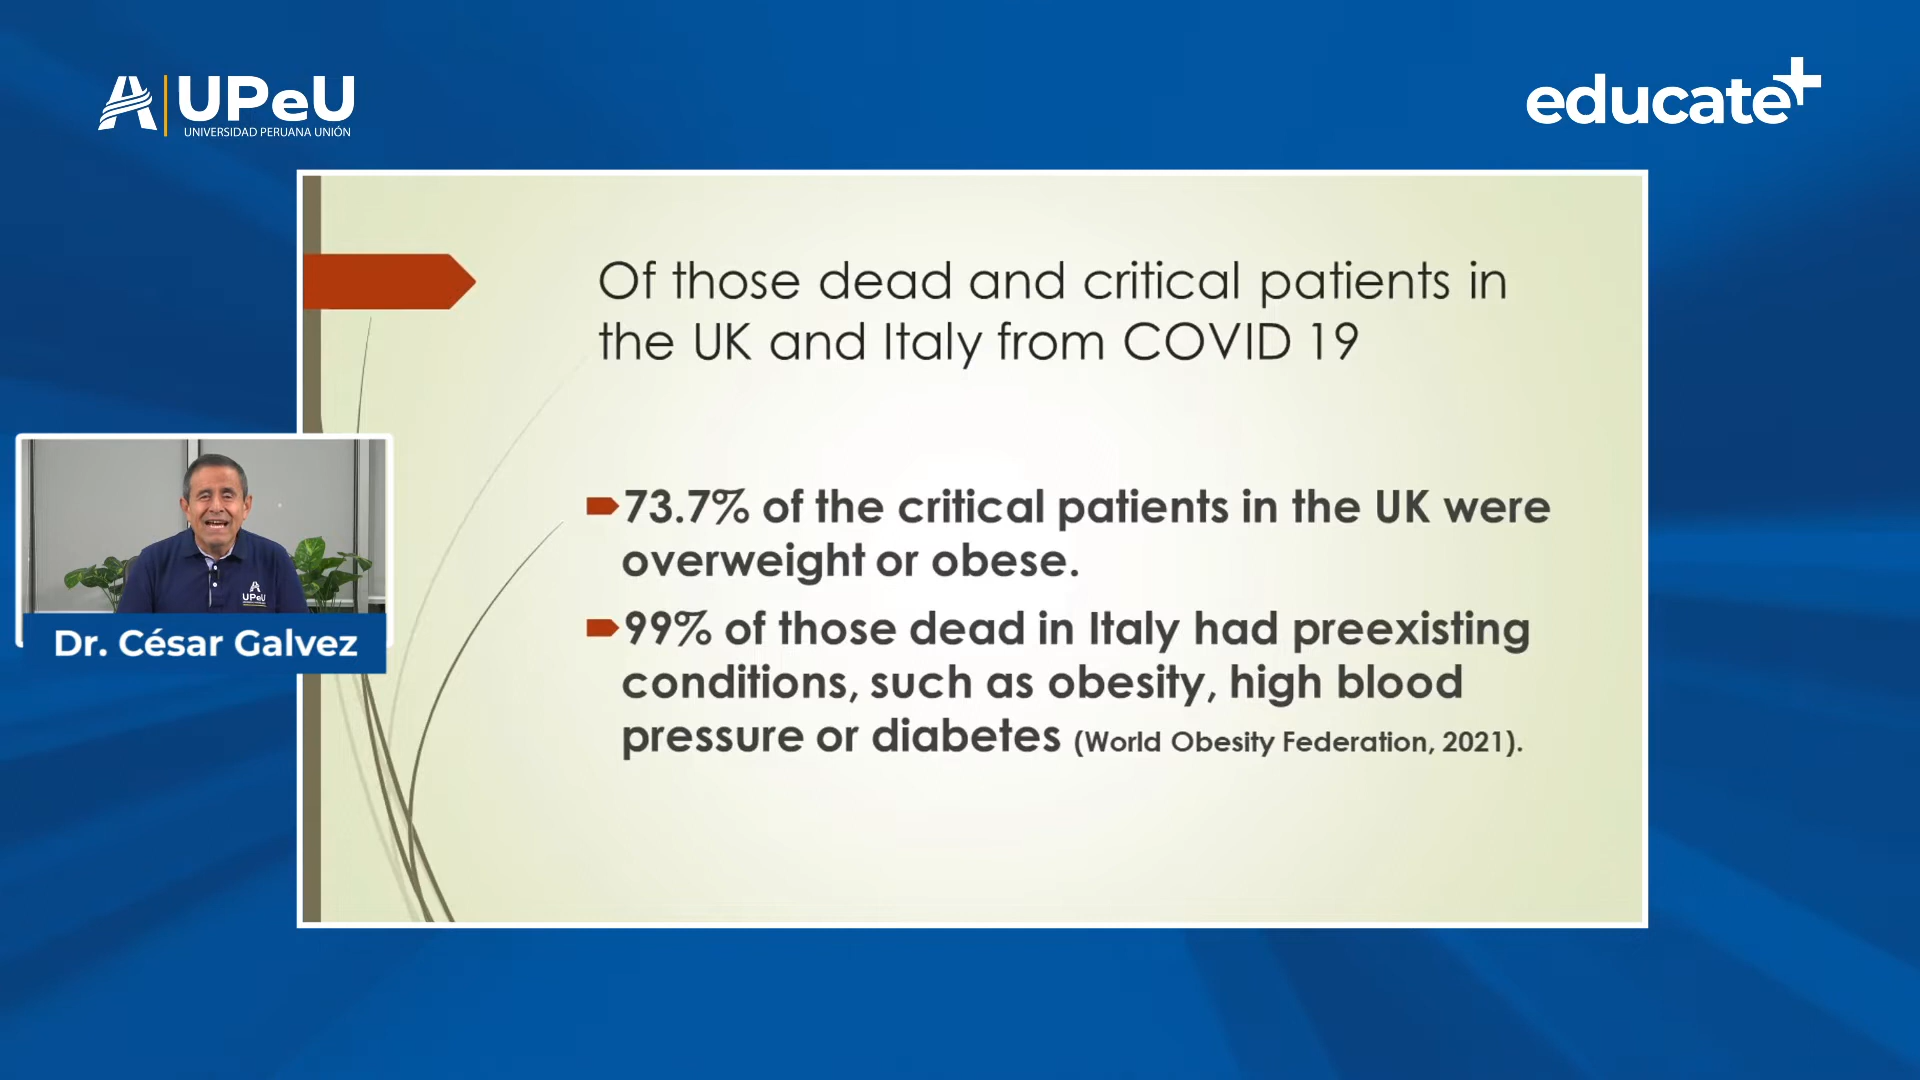 UPeU
UNIVERSIDAD PERUANA UNIÓN
educate+
Of those dead and critical patients in
the UK and Italy from COVID 19
73.7% of the critical patients in the UK were
overweight or obese.
99% of those dead in Italy had preexisting
conditions, such as obesity, high blood
pressure or diabetes (World Obesity Federation, 2021).
UPeU
Dr. César Galvez